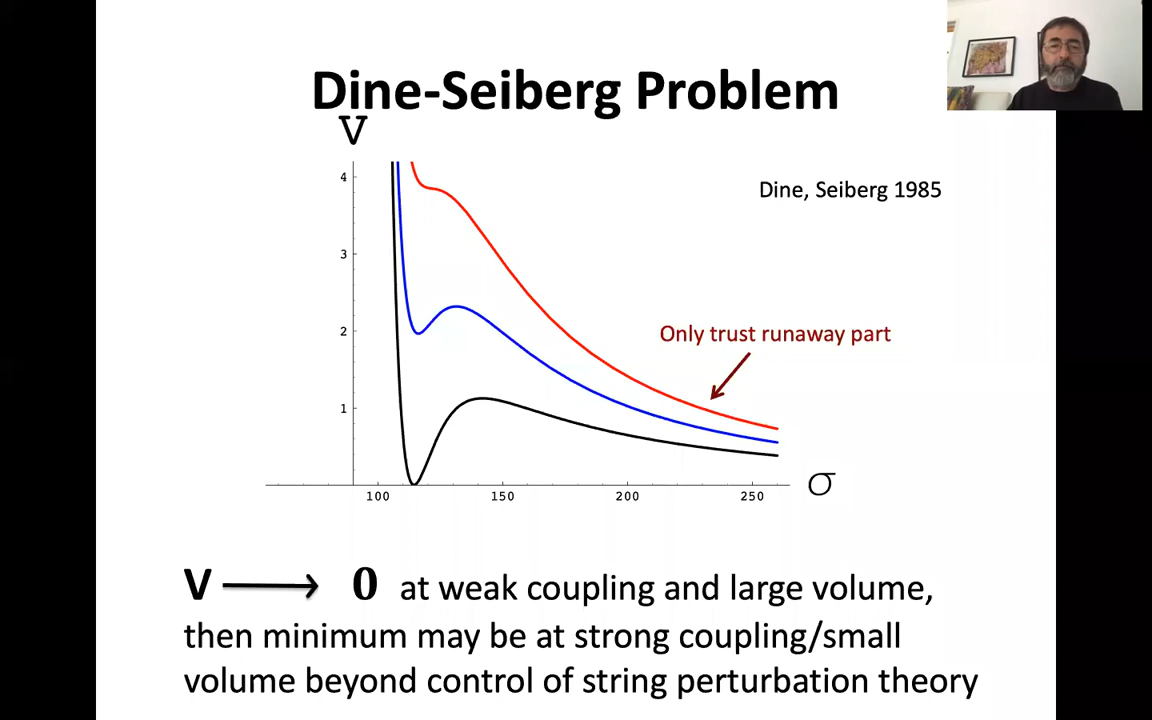 Dine-Seiberg Problem
V
4
3
2
1
Dine, Seiberg 1985
Only trust runaway part
100 150 200 250
σ
V ⟶ 0 at weak coupling and large volume,
then minimum may be at strong coupling/small
volume beyond control of string perturbation theory